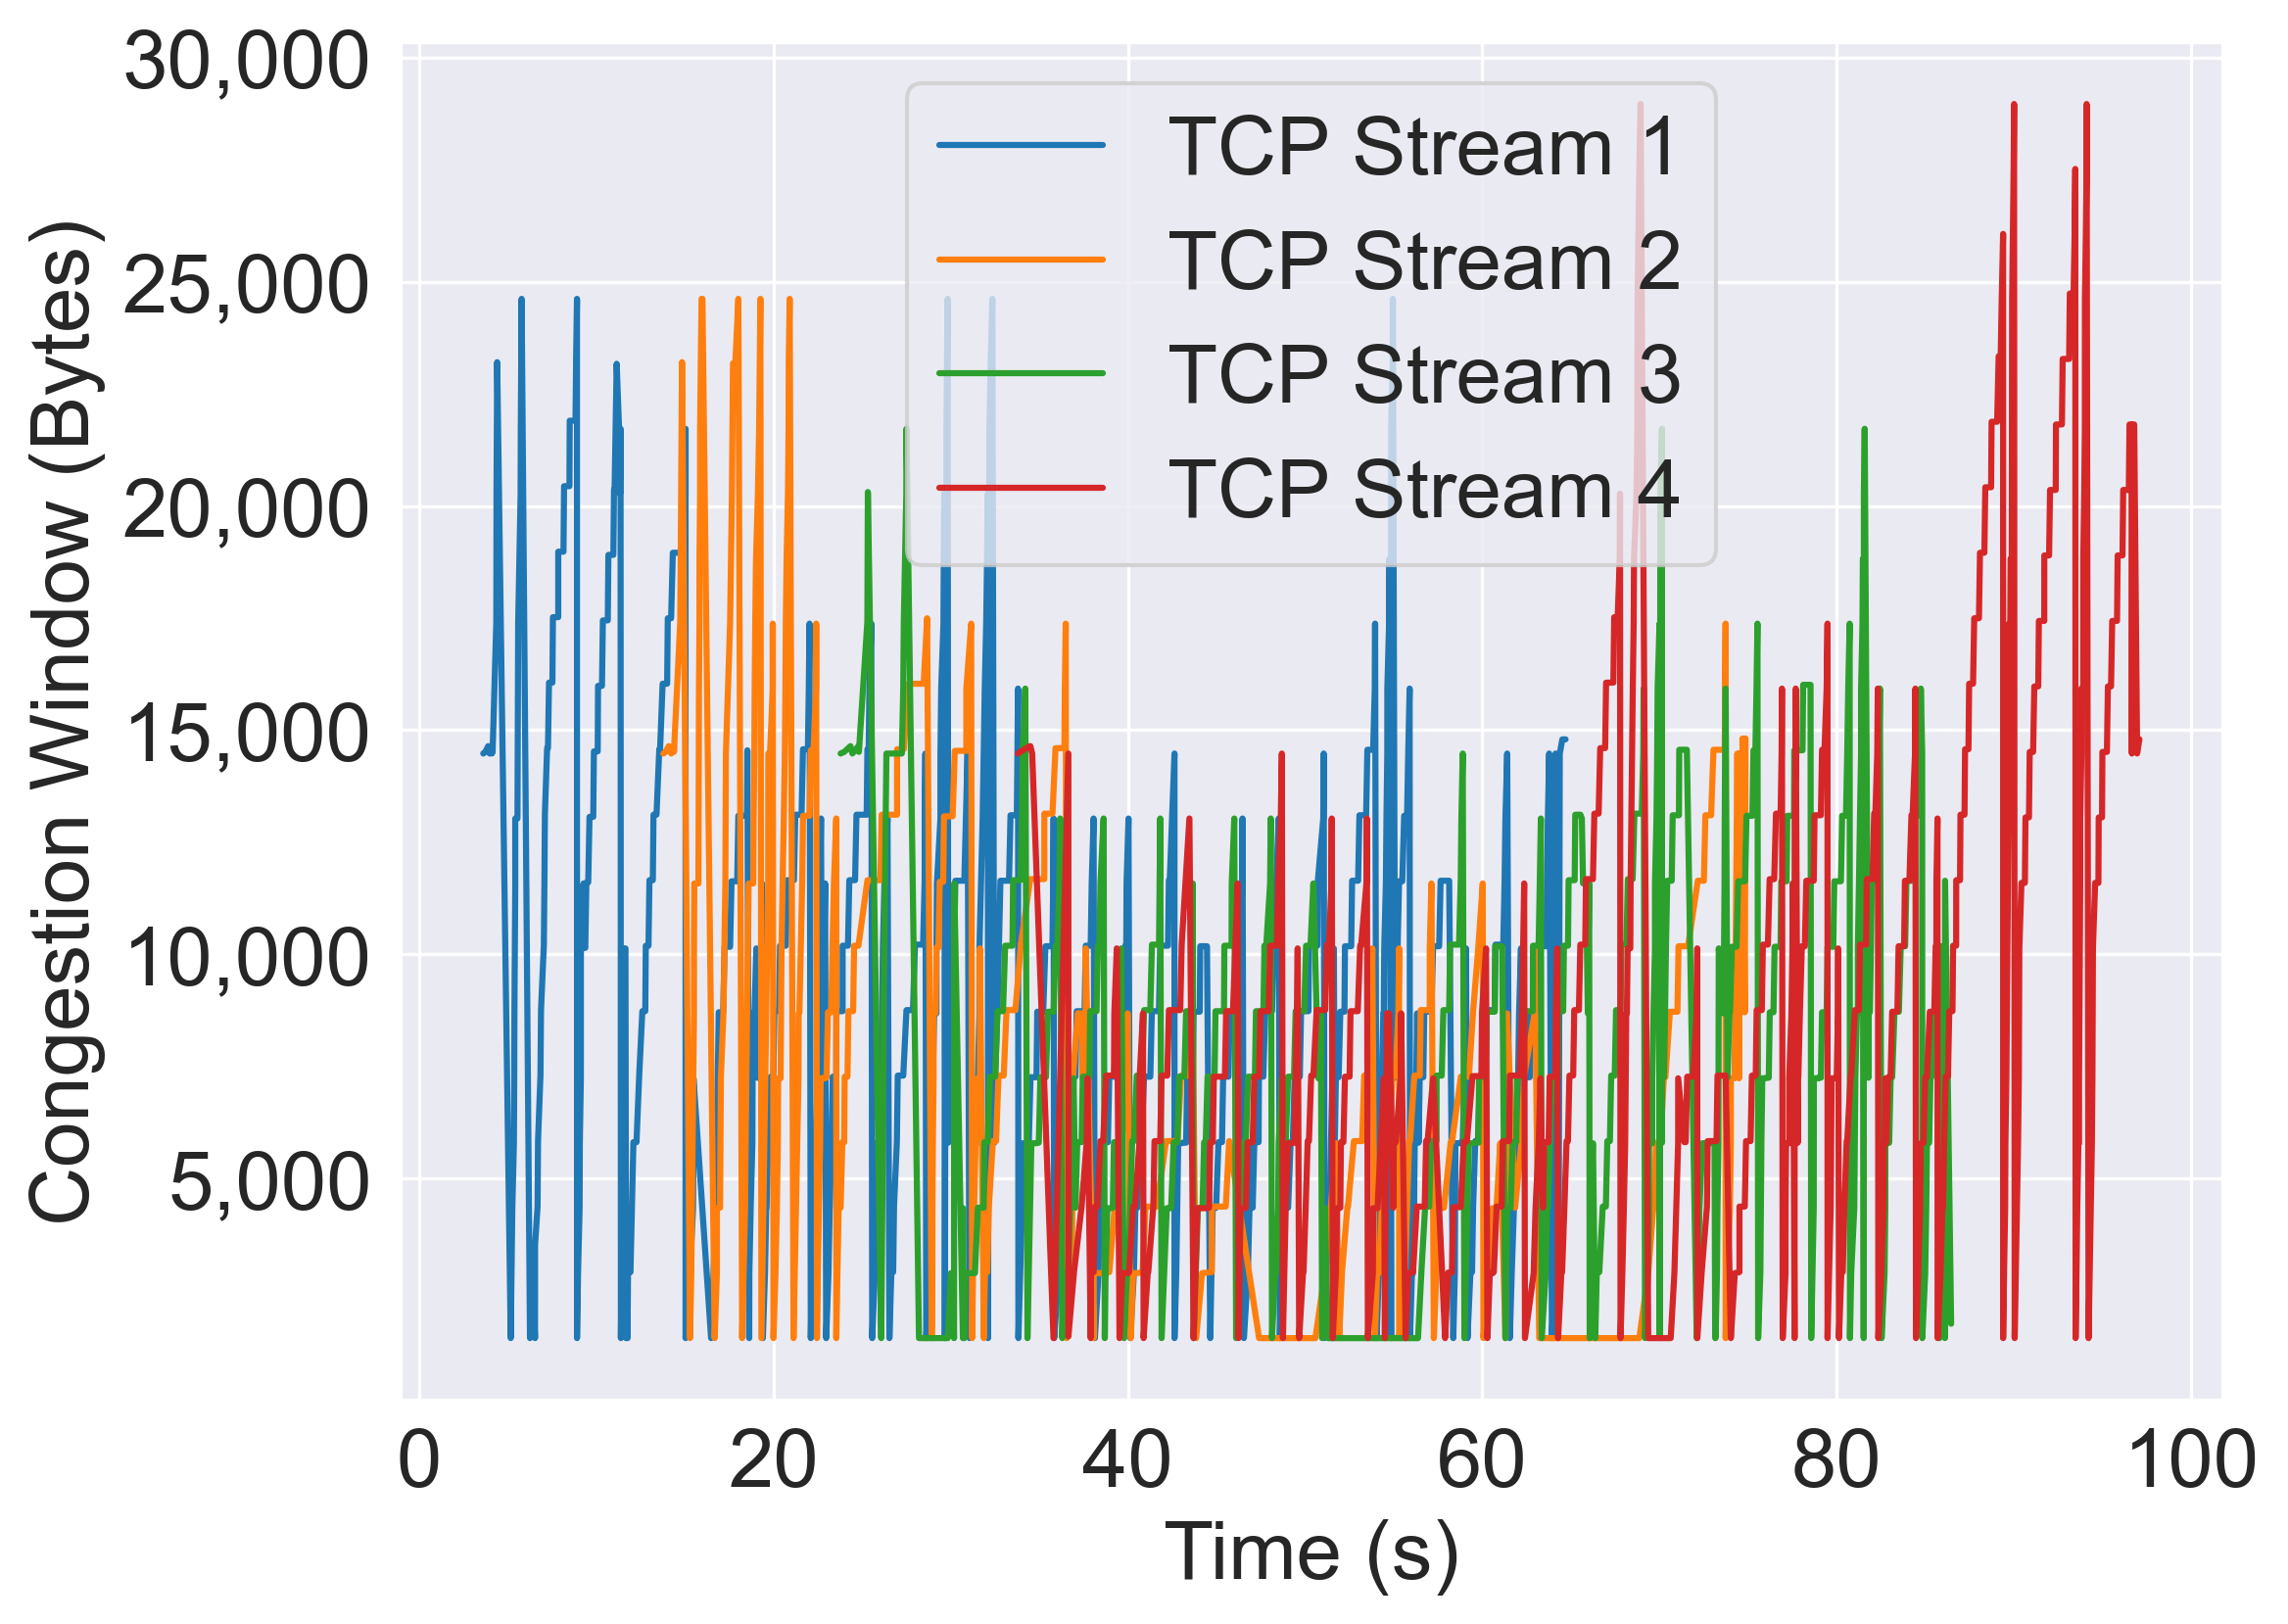 30,000
25,000
20,000
15,000
10,000
5,000
Congestion Window (Bytes)
TCP Stream 1
TCP Stream 2
TCP Stream 3
TCP Stream 4
0 20 40 60 80 100
Time (s)